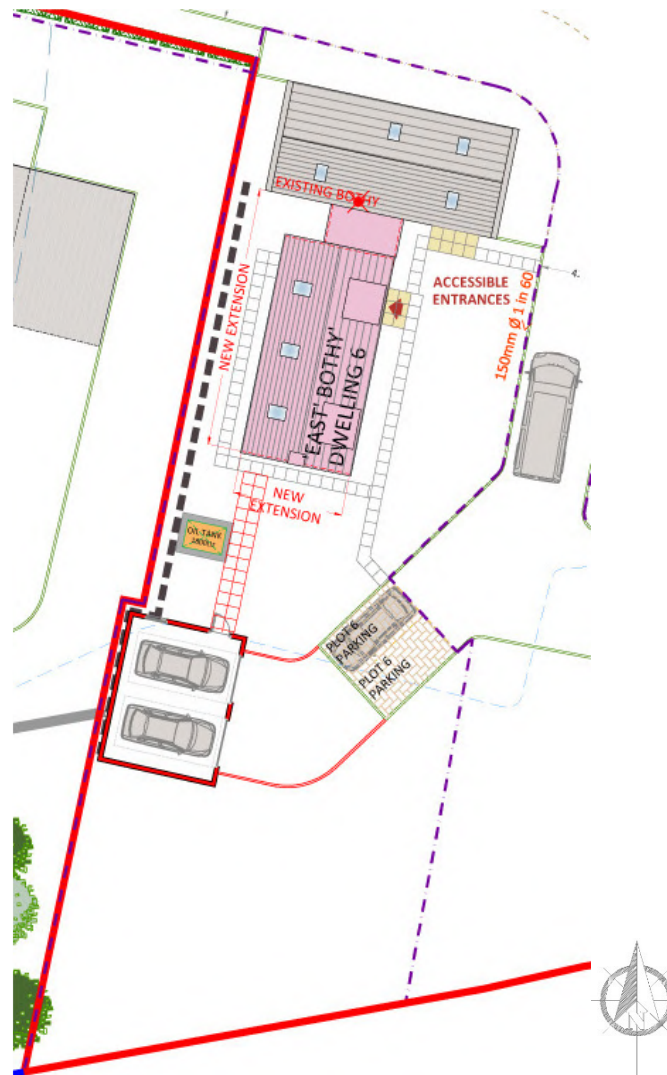 EXISTING BOTHY
NEW EXTENSION
ACCESSIBLE
ENTRANCES
4.
150mm Ø 1 in 60
'EAST' BOTHY'
DWELLING 6
NEW
EXTENSION
OIL-TANK
PLOT 6
PARKING
PLOT 6
PARKING
N